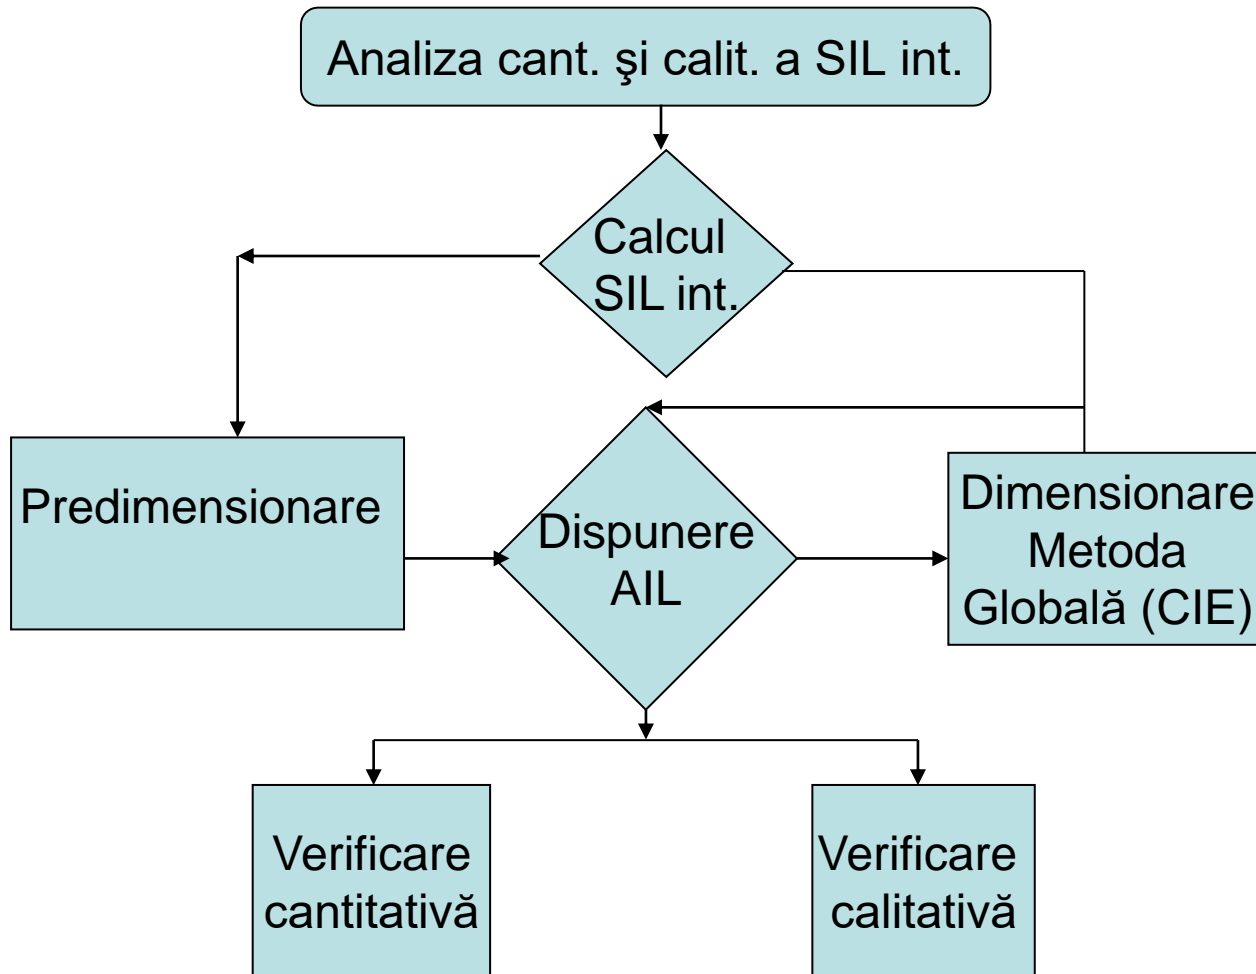 Analiza cant. şi calit. a SIL int.
Calcul
SIL int.
Predimensionare
Dispunere
AIL
Dimensionare
Metoda
Globală (CIE)
Verificare
cantitativă
Verificare
calitativă